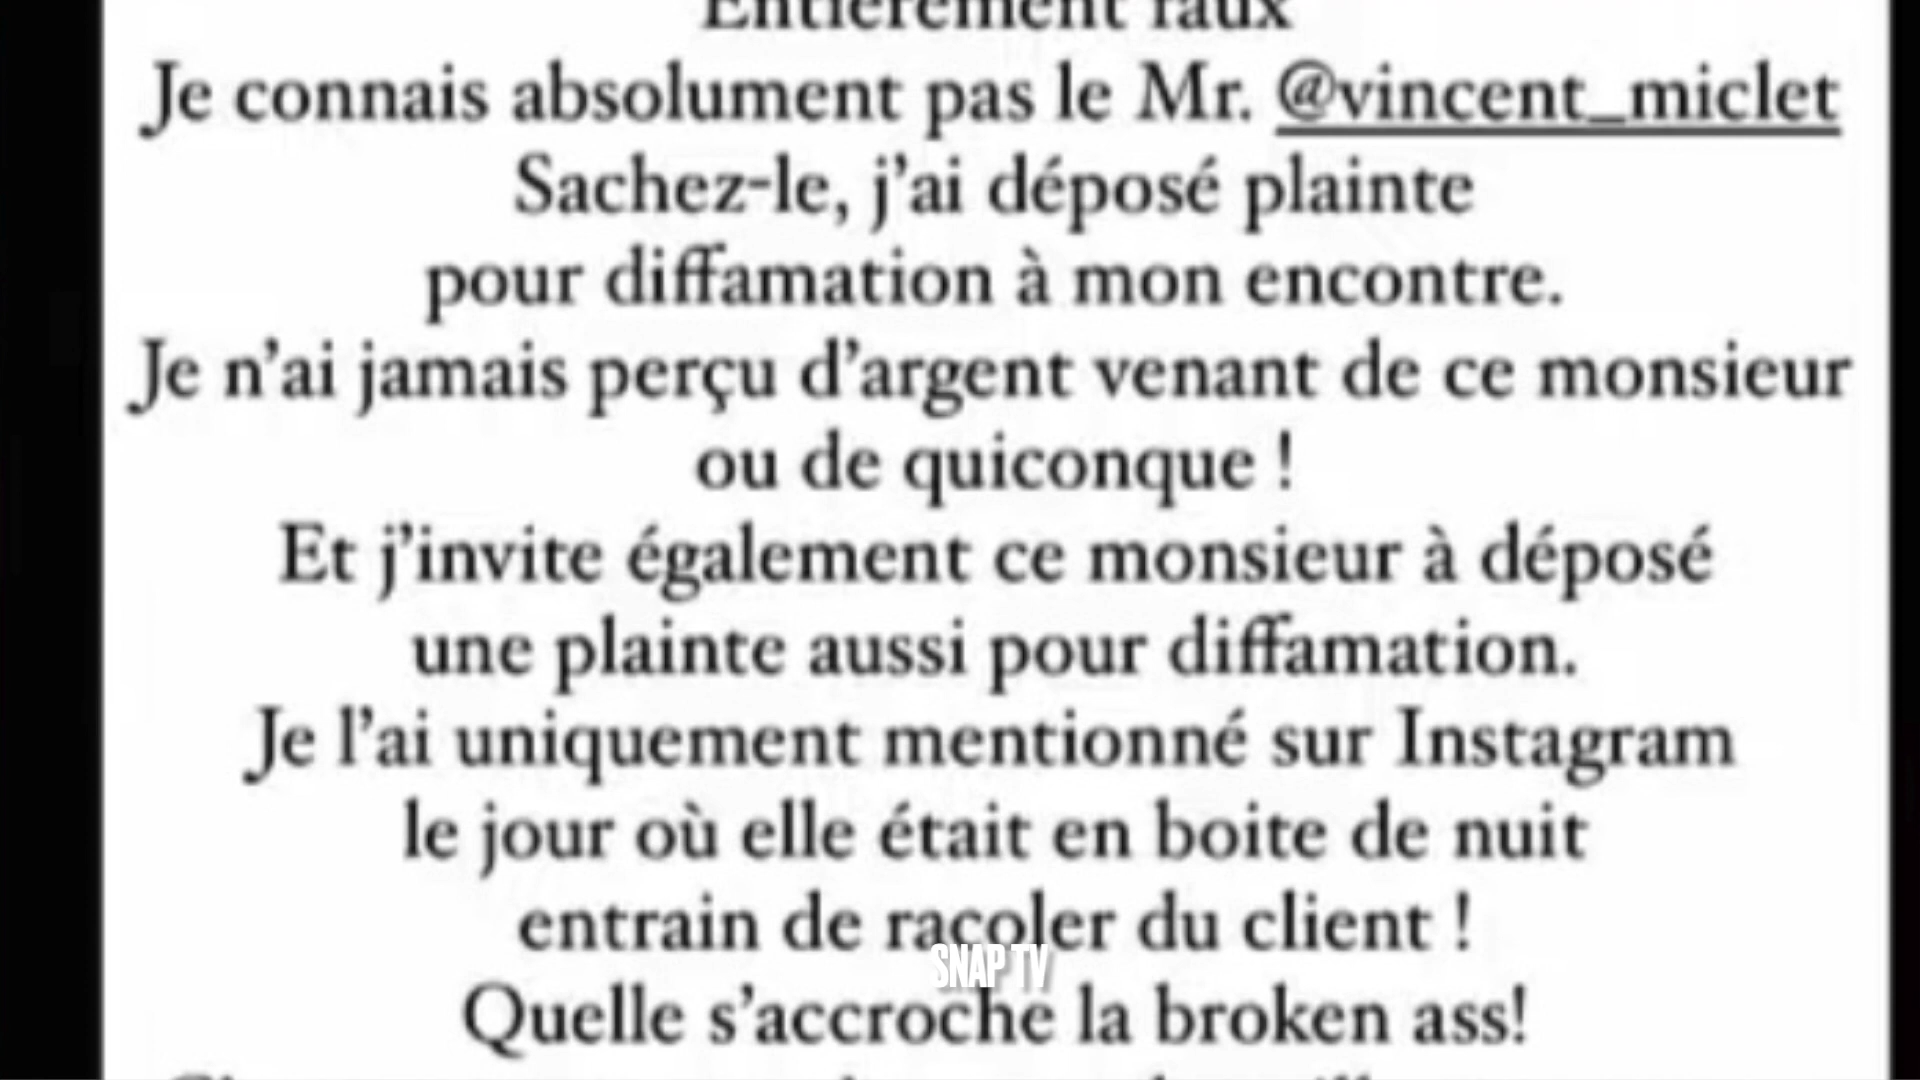 Entièrement faux
Je connais absolument pas le Mr. @vincent_miclet
Sachez-le, j’ai déposé plainte
pour diffamation à mon encontre.
Je n’ai jamais perçu d’argent venant de ce monsieur
ou de quiconque !
Et j’invite également ce monsieur à déposé
une plainte aussi pour diffamation.
Je l’ai uniquement mentionné sur Instagram
le jour où elle était en boite de nuit
entrain de racoler du client !
SNAP TV
Quelle s’accroche la broken ass!